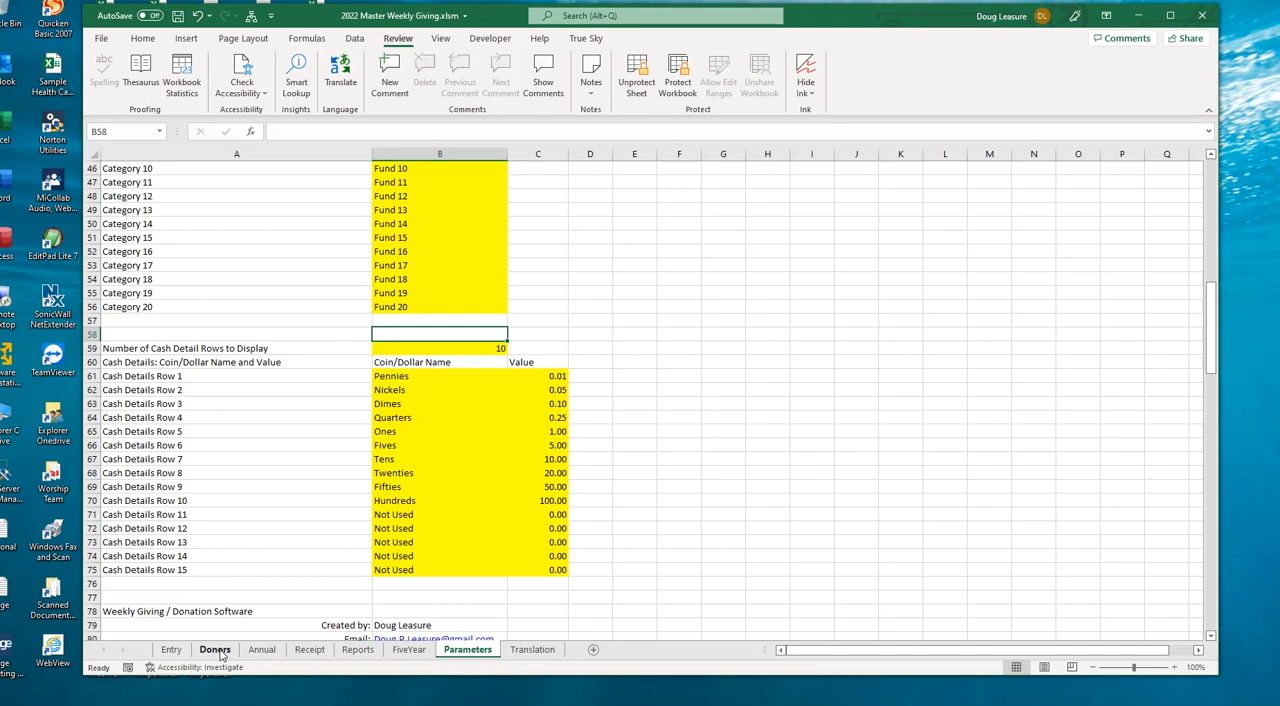 AutoSave Off
2022 Master Weekly Giving.xlsm
Search (Alt+Q)
Doug Leasure DL
File Home Insert Page Layout Formulas Data Review View Developer Help True Sky
Comments Share
Spelling Thesaurus Workbook Statistics
Check Accessibility
Smart Lookup
Translate
New Comment
Delete
Previous Comment
Next Comment
Show Comments
Notes
Unprotect Sheet
Protect Workbook
Allow Edit Ranges
Unshare Workbook
Hide Ink
Proofing Accessibility Insights Language Comments Notes Protect Ink
B58 fx
A B C D E F G H I J K L M N O P Q
46 Category 10 Fund 10
47 Category 11 Fund 11
48 Category 12 Fund 12
49 Category 13 Fund 13
50 Category 14 Fund 14
51 Category 15 Fund 15
52 Category 16 Fund 16
53 Category 17 Fund 17
54 Category 18 Fund 18
55 Category 19 Fund 19
56 Category 20 Fund 20
57
58
59 Number of Cash Detail Rows to Display 10
60 Cash Details: Coin/Dollar Name and Value Coin/Dollar Name Value
61 Cash Details Row 1 Pennies 0.01
62 Cash Details Row 2 Nickels 0.05
63 Cash Details Row 3 Dimes 0.10
64 Cash Details Row 4 Quarters 0.25
65 Cash Details Row 5 Ones 1.00
66 Cash Details Row 6 Fives 5.00
67 Cash Details Row 7 Tens 10.00
68 Cash Details Row 8 Twenties 20.00
69 Cash Details Row 9 Fifties 50.00
70 Cash Details Row 10 Hundreds 100.00
71 Cash Details Row 11 Not Used 0.00
72 Cash Details Row 12 Not Used 0.00
73 Cash Details Row 13 Not Used 0.00
74 Cash Details Row 14 Not Used 0.00
75 Cash Details Row 15 Not Used 0.00
76
77
78 Weekly Giving / Donation Software
79 Created by: Doug Leasure
80 Email: Doug.P.Leasure@gmail.com
Entry Donors Annual Receipt Reports FiveYear Parameters Translation
Ready Accessibility: Investigate 100%
Quicken Basic 2007
Sample Health Ca...
Norton Utilities
MiCollab Audio, Web...
EditPad Lite 7
SonicWall NetExtender
TeamViewer
Explorer Onedrive
Worship Team
Windows Fax and Scan
Scanned Document...
WebView